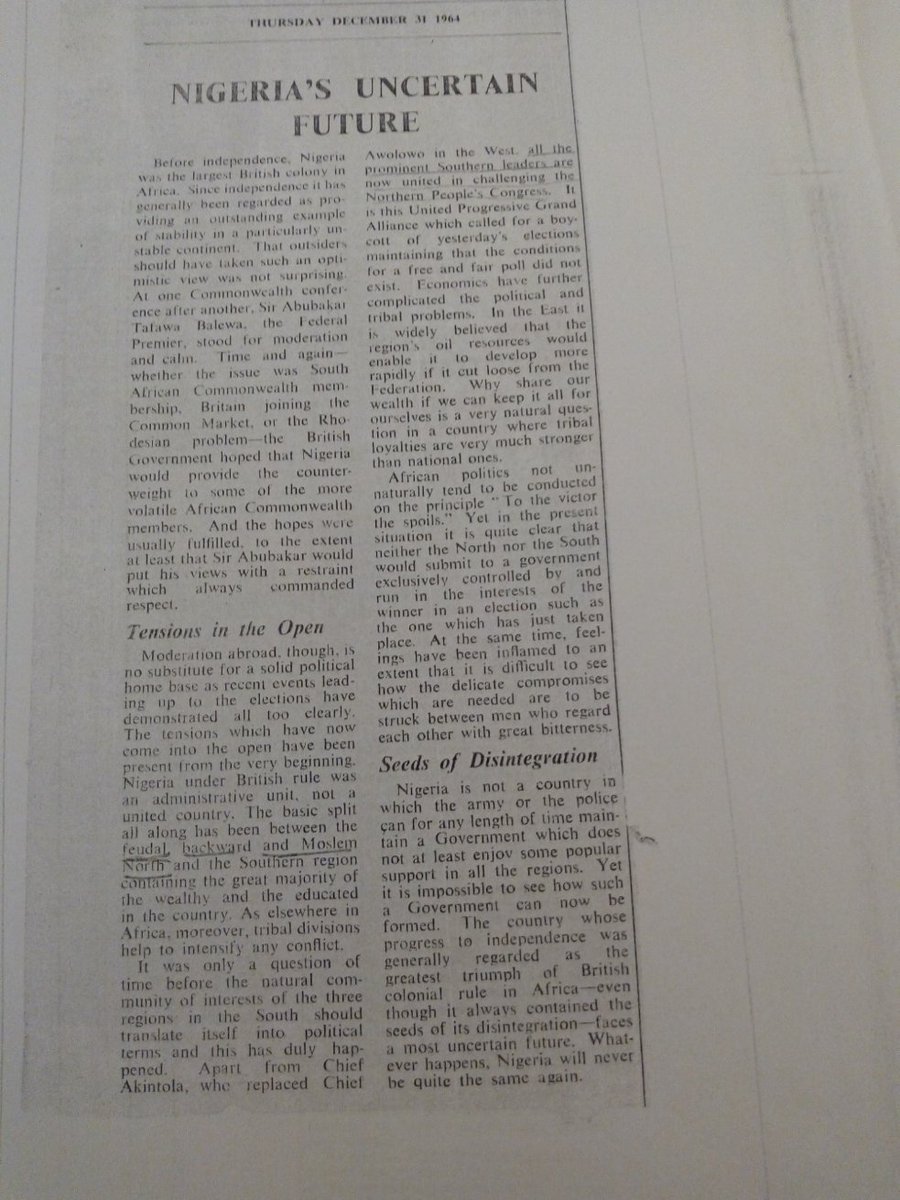 THURSDAY DECEMBER 31 1964
NIGERIA'S UNCERTAIN
FUTURE
Before independence, Nigeria
was the largest British colony in
Africa. Since independence it has
generally been regarded as pro-
viding an outstanding example
of stability in a particularly un-
stable continent. That outsiders
should have taken such an opti-
mistic view was not surprising.
At one Commonwealth confer-
ence after another, Sir Abubakar
Tafawa Balewa, the Federal
Premier, stood for moderation
and calm. Time and again—
whether the issue was South
African Commonwealth mem-
bership, Britain joining the
Common Market, or the Rho-
desian problem—the British
Government hoped that Nigeria
would provide the counter-
weight to some of the more
volatile African Commonwealth
members. And the hopes were
usually fulfilled, to the extent
at least that Sir Abubakar would
put his views with a restraint
which always commanded
respect.
Tensions in the Open
Moderation abroad, though, is
no substitute for a solid political
home base as recent events lead-
ing up to the elections have
demonstrated all too clearly.
The tensions which have now
come into the open have been
present from the very beginning.
Nigeria under British rule was
an administrative unit, not a
united country. The basic split
all along has been between the
feudal, backward and Moslem
North and the Southern region
containing the great majority of
the wealthy and the educated
in the country. As elsewhere in
Africa, moreover, tribal divisions
help to intensify any conflict.
It was only a question of
time before the natural com-
munity of interests of the three
regions in the South should
translate itself into political
terms and this has duly hap-
pened. Apart from Chief
Akintola, who replaced Chief
Awolowo in the West, all the
prominent Southern leaders are
now united in challenging the
Northern People's Congress. It
is this United Progressive Grand
Alliance which called for a boy-
cott of yesterday's elections
maintaining that the conditions
for a free and fair poll did not
exist. Economics have further
complicated the political and
tribal problems. In the East it
is widely believed that the
region's oil resources would
enable it to develop more
rapidly if it cut loose from the
Federation. Why share our
wealth if we can keep it all for
ourselves is a very natural ques-
tion in a country where tribal
loyalties are very much stronger
than national ones.
African politics not un-
naturally tend to be conducted
on the principle "To the victor
the spoils." Yet in the present
situation it is quite clear that
neither the North nor the South
would submit to a government
exclusively controlled by and
run in the interests of the
winner in an election such as
the one which has just taken
place. At the same time, feel-
ings have been inflamed to an
extent that it is difficult to see
how the delicate compromises
which are needed are to be
struck between men who regard
each other with great bitterness.
Seeds of Disintegration
Nigeria is not a country in
which the army or the police
can for any length of time main-
tain a Government which does
not at least enjoy some popular
support in all the regions. Yet
it is impossible to see how such
a Government can now be
formed. The country whose
progress to independence was
generally regarded as the
greatest triumph of British
colonial rule in Africa—even
though it always contained the
seeds of its disintegration—faces
a most uncertain future. What-
ever happens, Nigeria will never
be quite the same again.